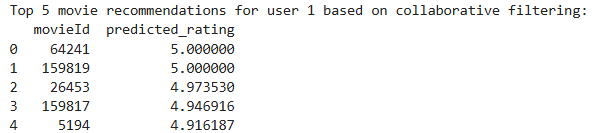 Top 5 movie recommendations for user 1 based on collaborative filtering:
movieId predicted_rating
0 64241 5.000000
1 159819 5.000000
2 26453 4.973530
3 159817 4.946916
4 5194 4.916187